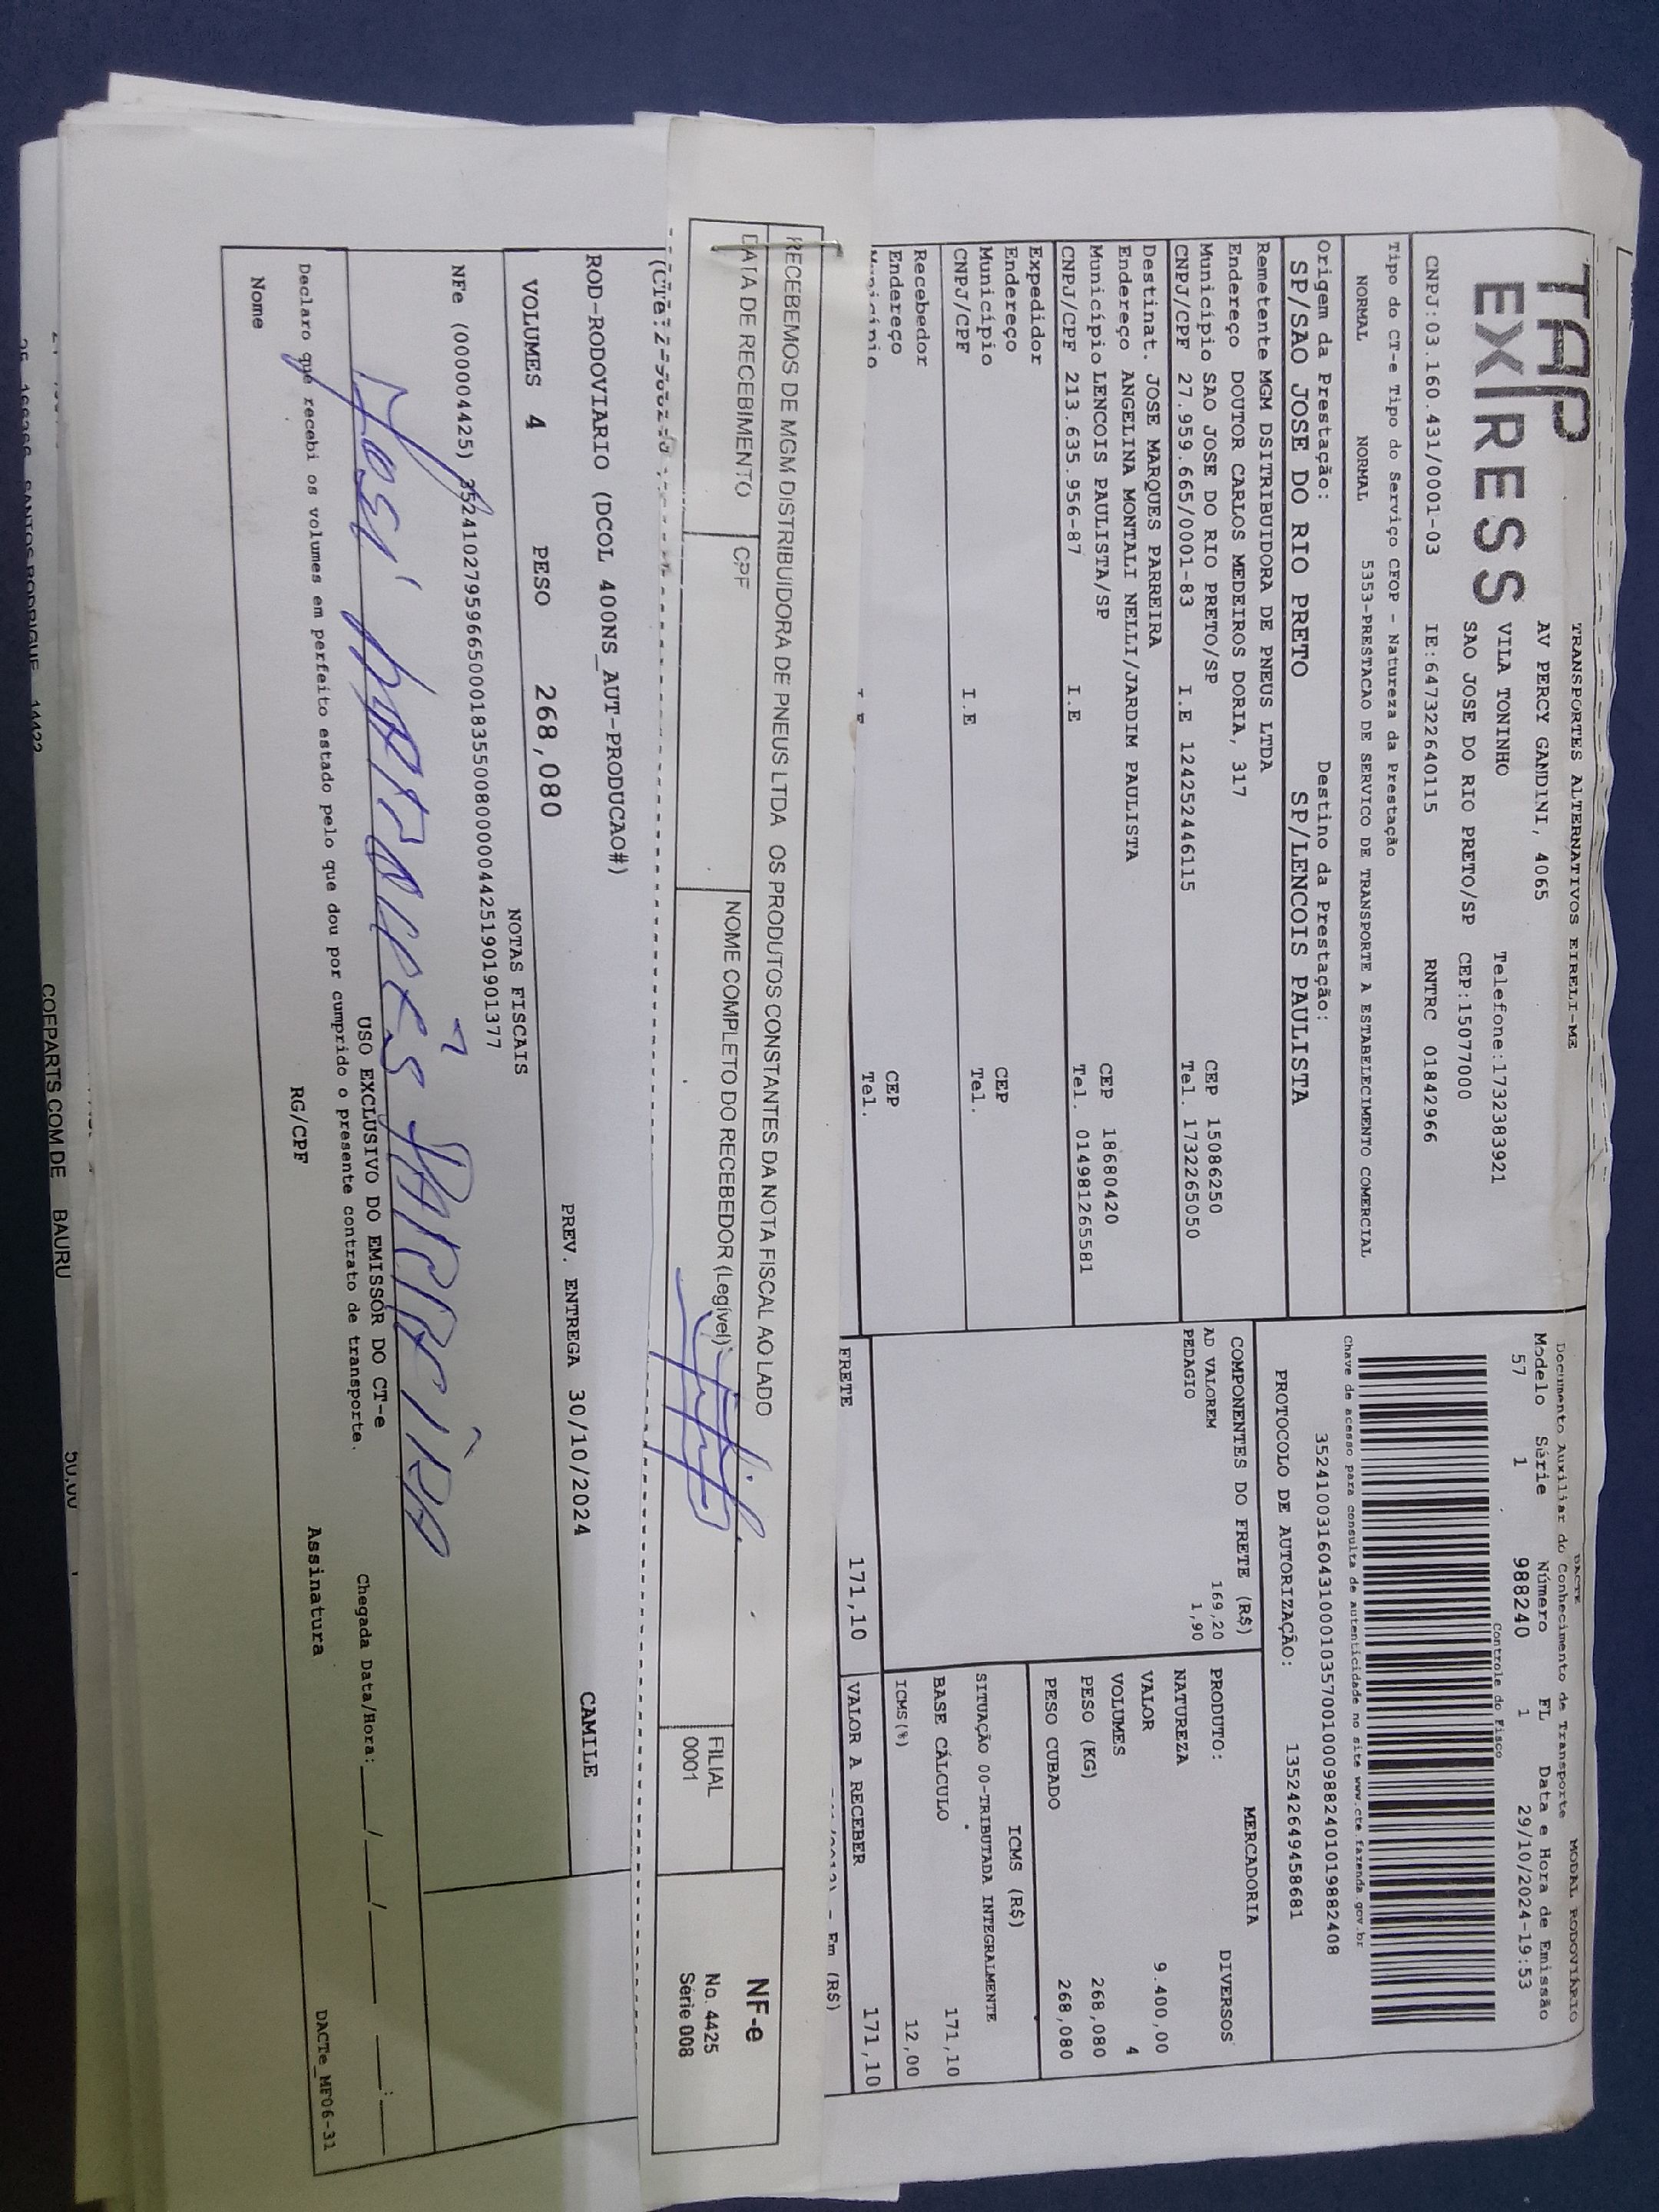 TAP
EXPRESS
TRANSPORTES ALTERNATIVOS EIRELI-ME
AV PERCY GANDINI, 4065
VILA TONINHO Telefone:1732383921
SAO JOSE DO RIO PRETO/SP CEP:15077000
CNPJ:03.160.431/0001-03 IE:647322640115 RNTRC 01842966
Tipo do CT-e Tipo do Serviço CFOP - Natureza da Prestação
NORMAL NORMAL 5353-PRESTACAO DE SERVICO DE TRANSPORTE A ESTABELECIMENTO COMERCIAL
Origem da Prestação: Destino da Prestação:
SP/SAO JOSE DO RIO PRETO SP/LENCOIS PAULISTA
Remetente MGM DSITRIBUIDORA DE PNEUS LTDA
Endereço DOUTOR CARLOS MEDEIROS DORIA, 317
Município SAO JOSE DO RIO PRETO/SP CEP 15086250
CNPJ/CPF 27.959.665/0001-83 I.E 124252446115 Tel. 1732265050
Destinat. JOSE MARQUES PARREIRA
Endereço ANGELINA MONTALI NELLI/JARDIM PAULISTA
Município LENCOIS PAULISTA/SP CEP 18680420
CNPJ/CPF 213.635.956-87 I.E Tel. 014981265581
Expedidor
Endereço
Município CEP
CNPJ/CPF I.E Tel.
Recebedor
Endereço CEP
Município I.E Tel.
DACTE MODAL RODOVIÁRIO
Documento Auxiliar do Conhecimento de Transporte
Modelo Série Número FL Data e Hora de Emissão
57 1 988240 1 29/10/2024-19:53
Controle do Fisco
Chave de acesso para consulta de autenticidade no site www.cte.fazenda.gov.br
35241003160431000103570010009882401019882408
PROTOCOLO DE AUTORIZAÇÃO: 135242649458681
COMPONENTES DO FRETE (R$)
AD VALOREM 169,20
PEDAGIO 1,90
FRETE 171,10
MERCADORIA
PRODUTO: DIVERSOS
NATUREZA
VALOR 9.400,00
VOLUMES 4
PESO (KG) 268,080
PESO CUBADO 268,080
ICMS (R$)
SITUAÇÃO 00-TRIBUTADA INTEGRALMENTE
BASE CÁLCULO 171,10
ICMS(%) 12,00
VALOR A RECEBER 171,10
- Em (R$)
RECEBEMOS DE MGM DISTRIBUIDORA DE PNEUS LTDA OS PRODUTOS CONSTANTES DA NOTA FISCAL AO LADO
DATA DE RECEBIMENTO CPF NOME COMPLETO DO RECEBEDOR (Legível) FILIAL
0001
NF-e
No. 4425
Série 008
ROD-RODOVIARIO (DCOL 400NS_AUT-PRODUCAO#)
PREV. ENTREGA 30/10/2024 CAMILE
VOLUMES 4 PESO 268,080
NOTAS FISCAIS
NFe (000004425) 35241027959665000183550080000044251901901377
JOSÉ MARQUES PARREIRA
USO EXCLUSIVO DO EMISSOR DO CT-e
Chegada Data/Hora: ___/___/_____ ___:___
Declaro que recebi os volumes em perfeito estado pelo que dou por cumprido o presente contrato de transporte.
Nome RG/CPF Assinatura
DACTe_MF06-31
SANTOS RODRIGUE 14422
COEPARTS COM DE BAURU
50,00